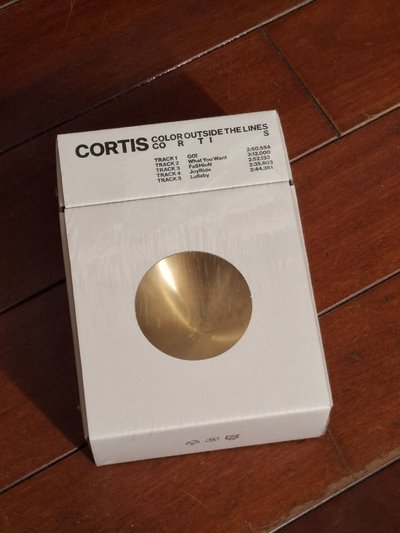 CORTIS COLOR OUTSIDE THE LINES
CO R T I S
TRACK 1 GO! 2:50.554
TRACK 2 What You Want 3:12.000
TRACK 3 FaSHioN 2:52.133
TRACK 4 JoyRide 2:35.803
TRACK 5 Lullaby 2:44.361